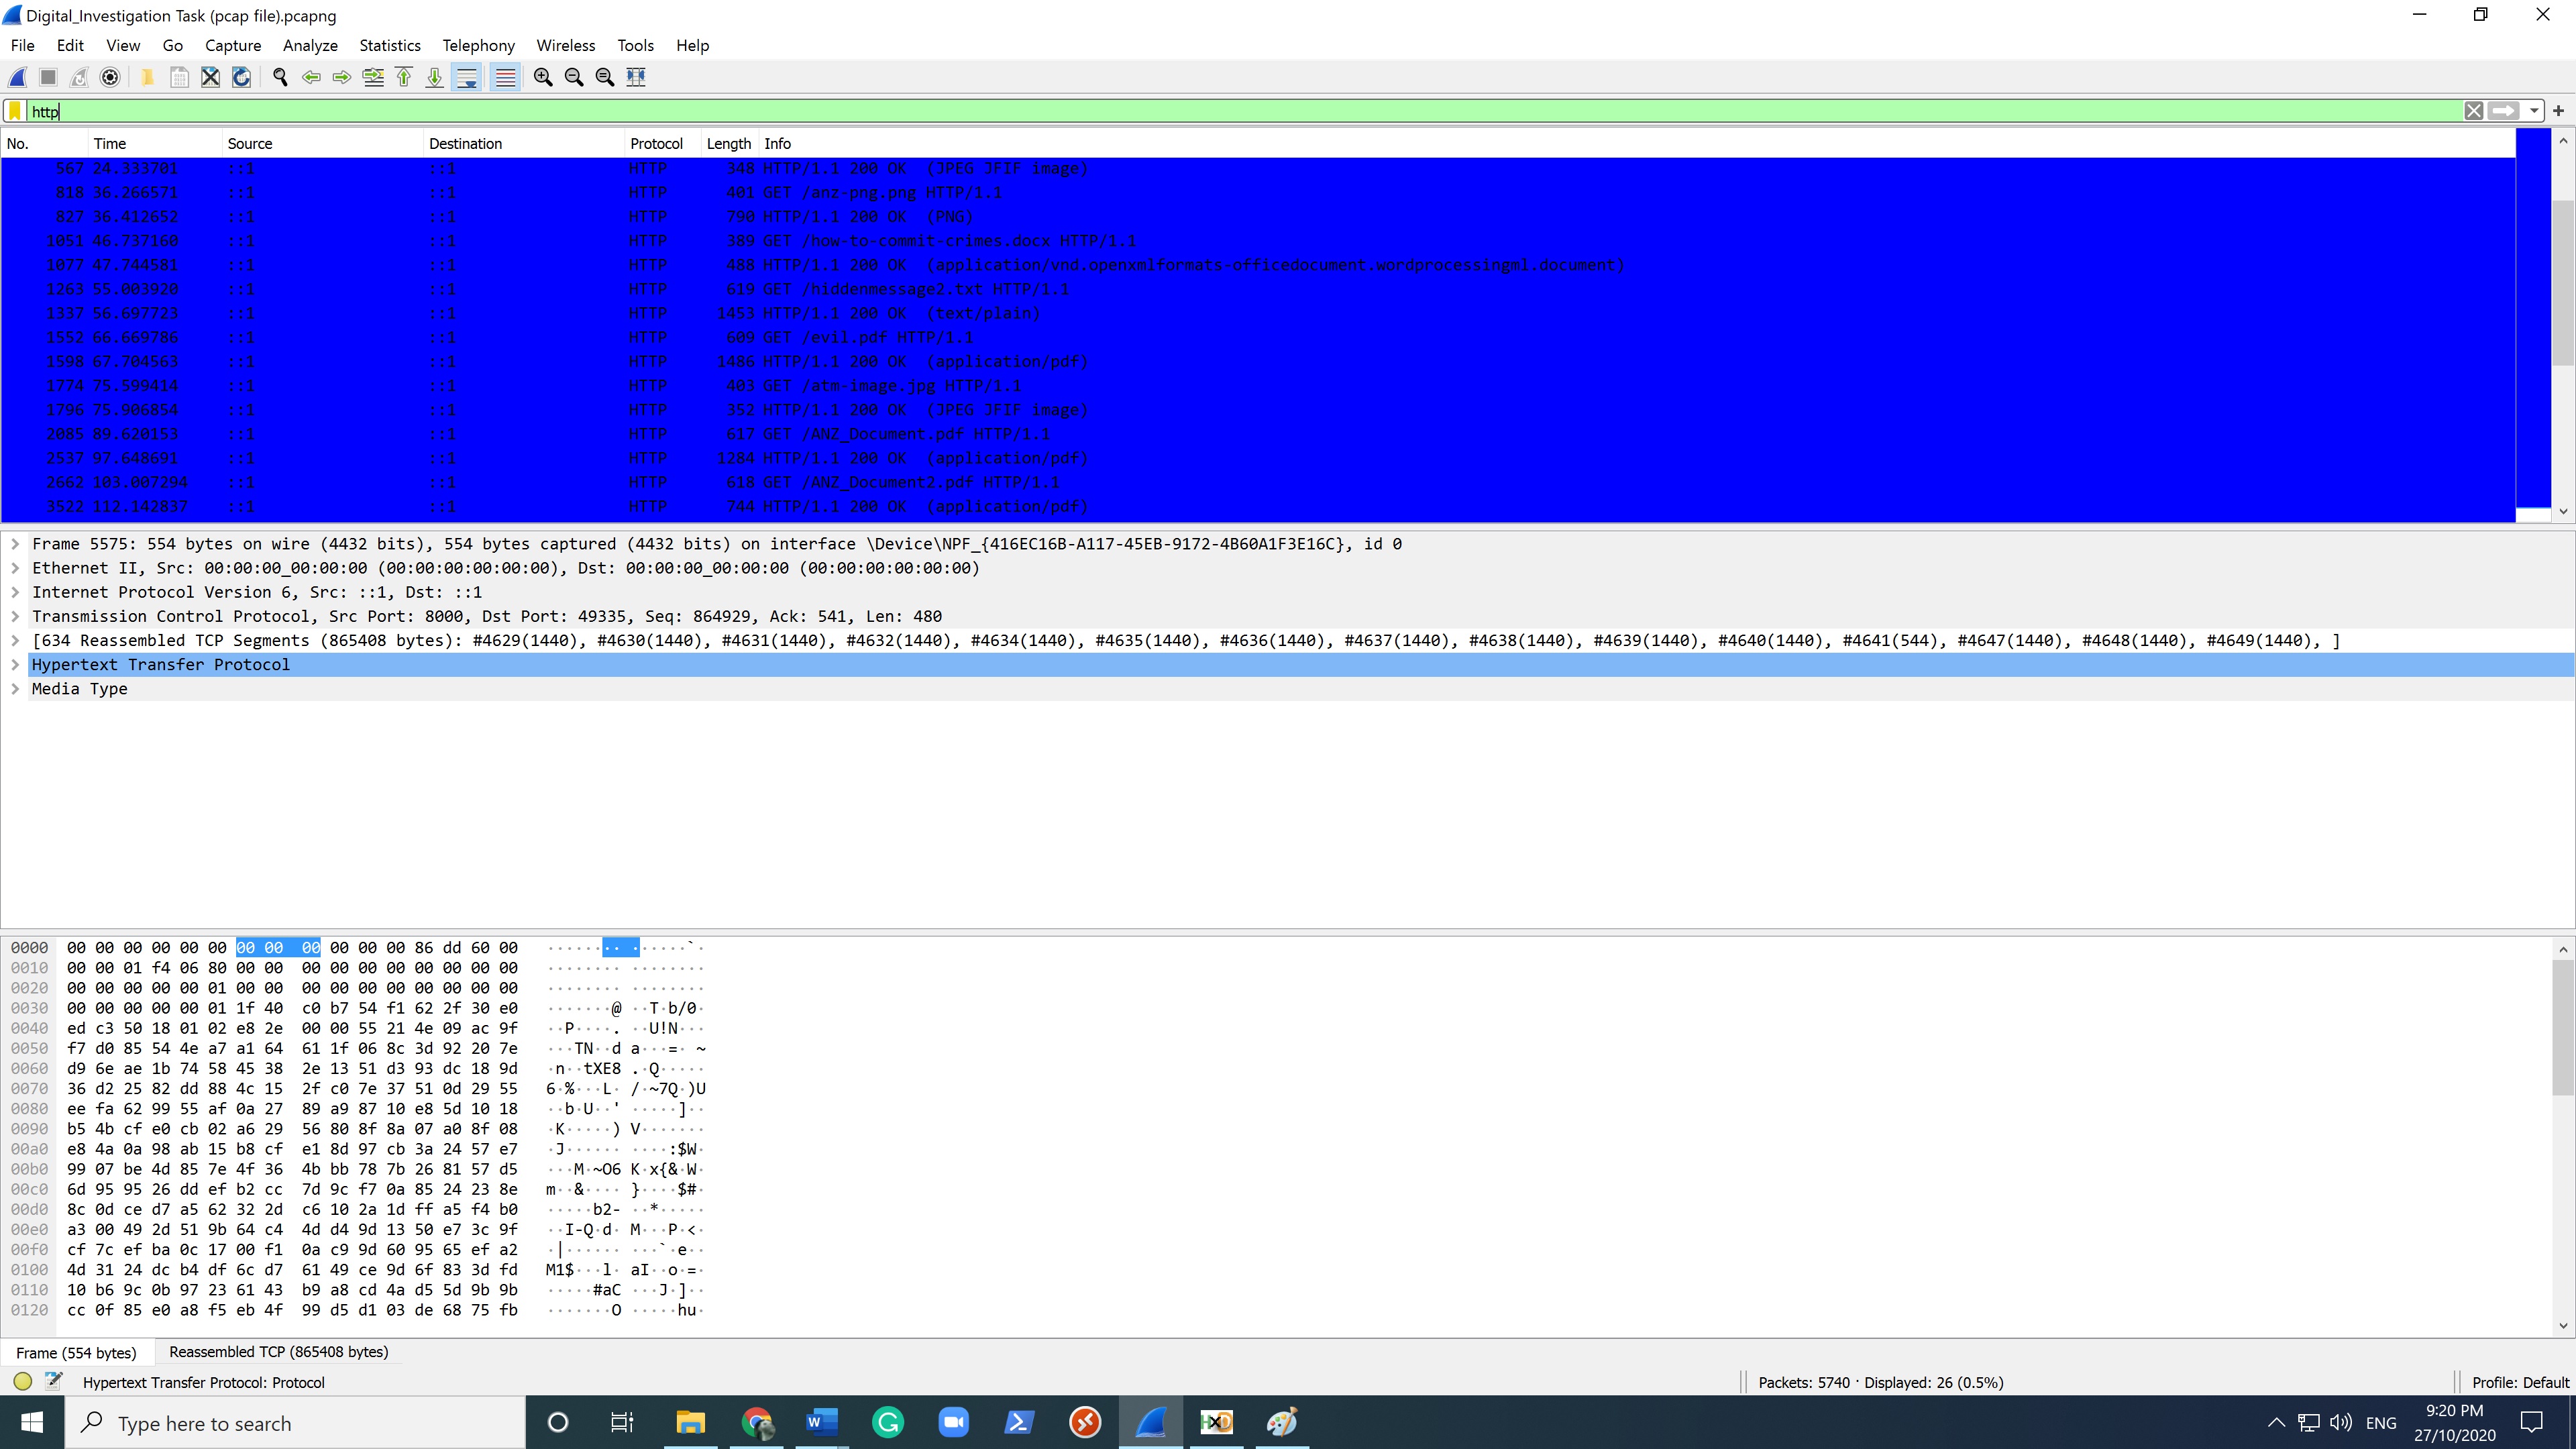 Digital_Investigation Task (pcap file).pcapng
File Edit View Go Capture Analyze Statistics Telephony Wireless Tools Help
http
No. Time Source Destination Protocol Length Info
567 24.333701 ::1 ::1 HTTP 348 HTTP/1.1 200 OK (JPEG JFIF image)
818 36.266571 ::1 ::1 HTTP 401 GET /anz-png.png HTTP/1.1
827 36.412652 ::1 ::1 HTTP 790 HTTP/1.1 200 OK (PNG)
1051 46.737160 ::1 ::1 HTTP 389 GET /how-to-commit-crimes.docx HTTP/1.1
1077 47.744581 ::1 ::1 HTTP 488 HTTP/1.1 200 OK (application/vnd.openxmlformats-officedocument.wordprocessingml.document)
1263 55.003920 ::1 ::1 HTTP 619 GET /hiddenmessage2.txt HTTP/1.1
1337 56.697723 ::1 ::1 HTTP 1453 HTTP/1.1 200 OK (text/plain)
1552 66.669786 ::1 ::1 HTTP 609 GET /evil.pdf HTTP/1.1
1598 67.704563 ::1 ::1 HTTP 1486 HTTP/1.1 200 OK (application/pdf)
1774 75.599414 ::1 ::1 HTTP 403 GET /atm-image.jpg HTTP/1.1
1796 75.906854 ::1 ::1 HTTP 352 HTTP/1.1 200 OK (JPEG JFIF image)
2085 89.620153 ::1 ::1 HTTP 617 GET /ANZ_Document.pdf HTTP/1.1
2537 97.648691 ::1 ::1 HTTP 1284 HTTP/1.1 200 OK (application/pdf)
2662 103.007294 ::1 ::1 HTTP 618 GET /ANZ_Document2.pdf HTTP/1.1
3522 112.142837 ::1 ::1 HTTP 744 HTTP/1.1 200 OK (application/pdf)
Frame 5575: 554 bytes on wire (4432 bits), 554 bytes captured (4432 bits) on interface \Device\NPF_{416EC16B-A117-45EB-9172-4B60A1F3E16C}, id 0
Ethernet II, Src: 00:00:00_00:00:00 (00:00:00:00:00:00), Dst: 00:00:00_00:00:00 (00:00:00:00:00:00)
Internet Protocol Version 6, Src: ::1, Dst: ::1
Transmission Control Protocol, Src Port: 8000, Dst Port: 49335, Seq: 864929, Ack: 541, Len: 480
[634 Reassembled TCP Segments (865408 bytes): #4629(1440), #4630(1440), #4631(1440), #4632(1440), #4634(1440), #4635(1440), #4636(1440), #4637(1440), #4638(1440), #4639(1440), #4640(1440), #4641(544), #4647(1440), #4648(1440), #4649(1440), ]
Hypertext Transfer Protocol
Media Type
0000 00 00 00 00 00 00 00 00 00 00 00 00 86 dd 60 00 ············ ··`·
0010 00 00 01 f4 06 80 00 00 00 00 00 00 00 00 00 00 ········ ········
0020 00 00 00 00 00 01 00 00 00 00 00 00 00 00 00 00 ········ ········
0030 00 00 00 00 00 01 1f 40 c0 b7 54 f1 62 2f 30 e0 ·······@ ··T·b/0·
0040 ed c3 50 18 01 02 e8 2e 00 00 55 21 4e 09 ac 9f ··P····. ··U!N···
0050 f7 d0 85 54 4e a7 a1 64 61 1f 06 8c 3d 92 20 7e ···TN··d a···=· ~
0060 d9 6e ae 1b 74 58 45 38 2e 13 51 d3 93 dc 18 9d ·n··tXE8 .·Q·····
0070 36 d2 25 82 dd 88 4c 15 2f c0 7e 37 51 0d 29 55 6·%···L· /·~7Q·)U
0080 ee fa 62 99 55 af 0a 27 89 a9 87 10 e8 5d 10 18 ··b·U··' ·····]··
0090 b5 4b cf e0 cb 02 a6 29 56 80 8f 8a 07 a0 8f 08 ·K·····) V·······
00a0 e8 4a 0a 98 ab 15 b8 cf e1 8d 97 cb 3a 24 57 e7 ·J······ ····:$W·
00b0 99 07 be 4d 85 7e 4f 36 4b bb 78 7b 26 81 57 d5 ···M·~O6 K·x{&·W·
00c0 6d 95 95 26 dd ef b2 cc 7d 9c f7 0a 85 24 23 8e m··&···· }····$#·
00d0 8c 0d ce d7 a5 62 32 2d c6 10 2a 1d ff a5 f4 b0 ·····b2- ··*·····
00e0 a3 00 49 2d 51 9b 64 c4 4d d4 9d 13 50 e7 3c 9f ··I-Q·d· M···P·<·
00f0 cf 7c ef ba 0c 17 00 f1 0a c9 9d 60 95 65 ef a2 ·|······ ···`·e··
0100 4d 31 24 dc b4 df 6c d7 61 49 ce 9d 6f 83 3d fd M1$···l· aI··o·=·
0110 10 b6 9c 0b 97 23 61 43 b9 a8 cd 4a d5 5d 9b 9b ·····#aC ···J·]··
0120 cc 0f 85 e0 a8 f5 eb 4f 99 d5 d1 03 de 68 75 fb ·······O ·····hu·
Frame (554 bytes) Reassembled TCP (865408 bytes)
Hypertext Transfer Protocol: Protocol Packets: 5740 · Displayed: 26 (0.5%) Profile: Default
Type here to search ENG 9:20 PM
27/10/2020